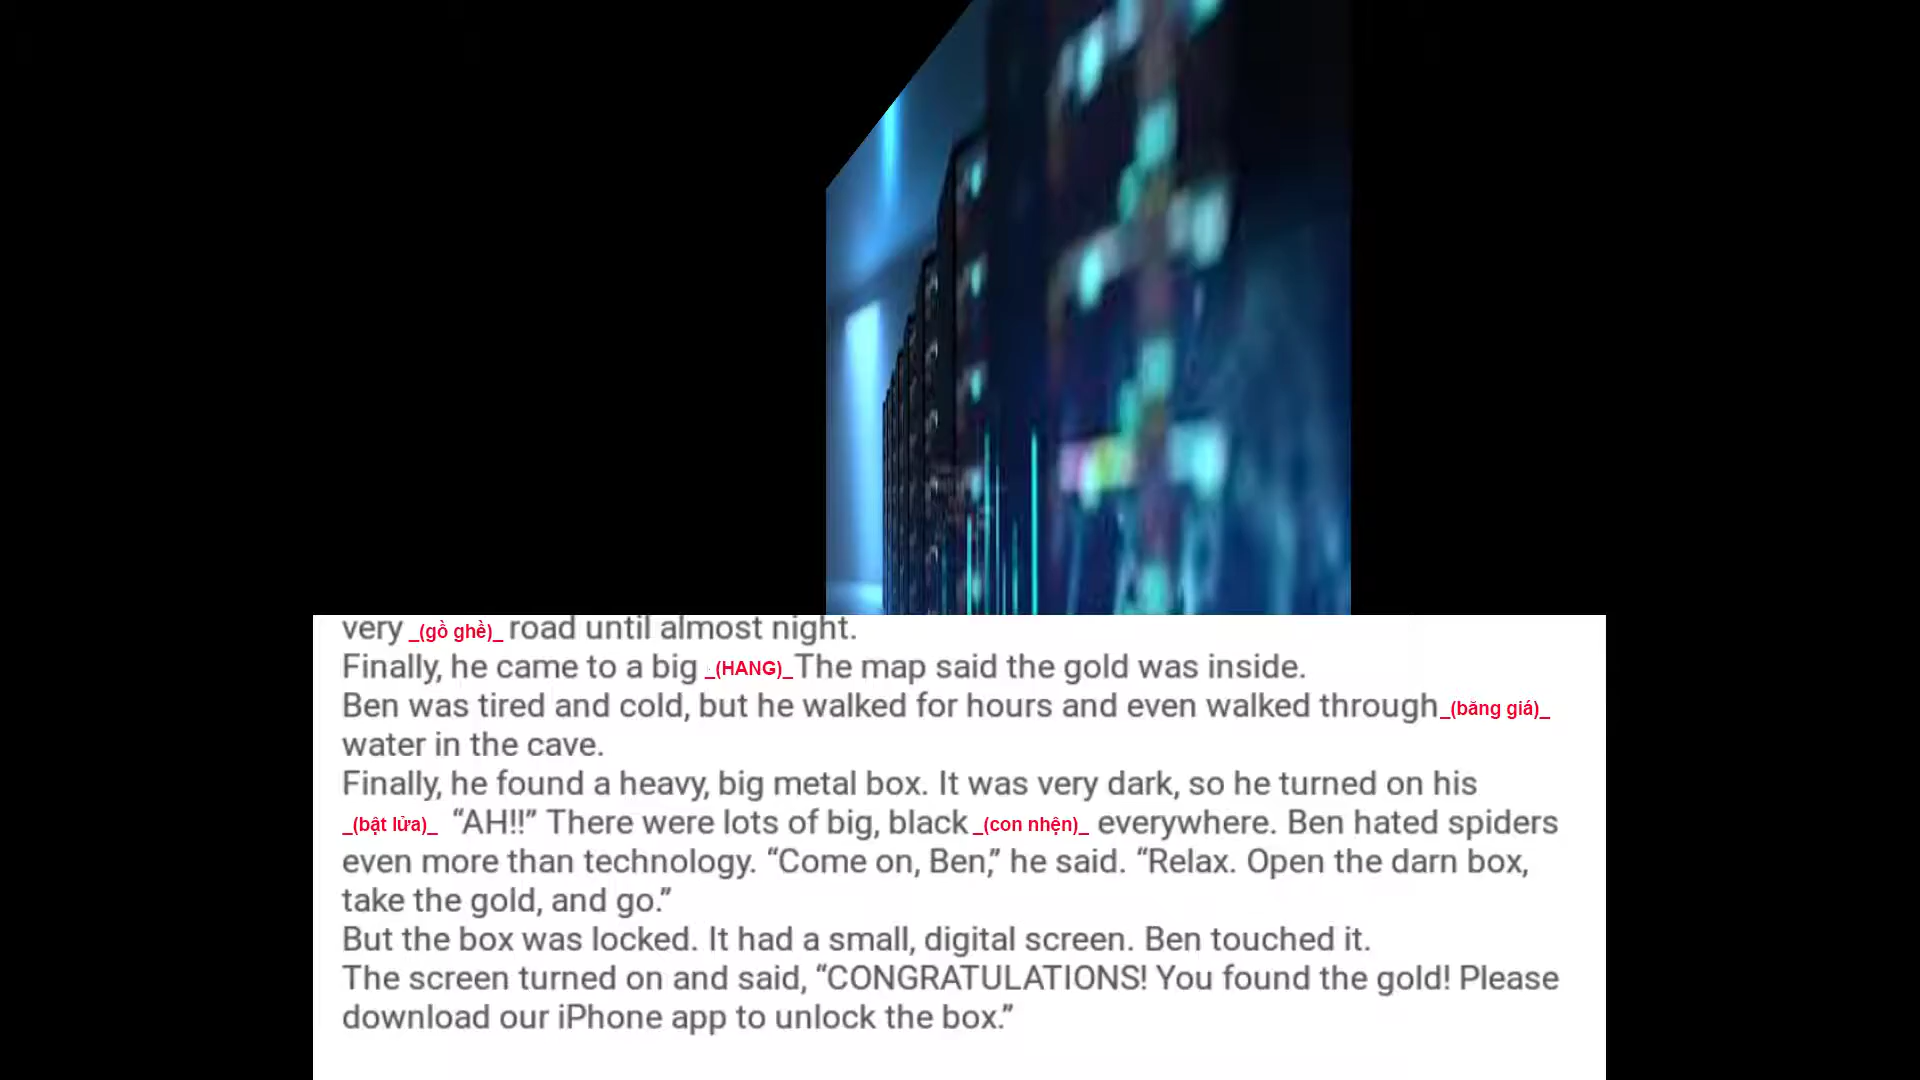 very _(gồ ghề)_ road until almost night.
Finally, he came to a big _(HANG)_The map said the gold was inside.
Ben was tired and cold, but he walked for hours and even walked through_(băng giá)_
water in the cave.
Finally, he found a heavy, big metal box. It was very dark, so he turned on his
_(bật lửa)_ “AH!!” There were lots of big, black _(con nhện)_ everywhere. Ben hated spiders
even more than technology. “Come on, Ben,” he said. “Relax. Open the darn box,
take the gold, and go.”
But the box was locked. It had a small, digital screen. Ben touched it.
The screen turned on and said, “CONGRATULATIONS! You found the gold! Please
download our iPhone app to unlock the box.”